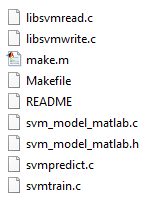 libsvmread.c
libsvmwrite.c
make.m
Makefile
README
svm_model_matlab.c
svm_model_matlab.h
svmpredict.c
svmtrain.c